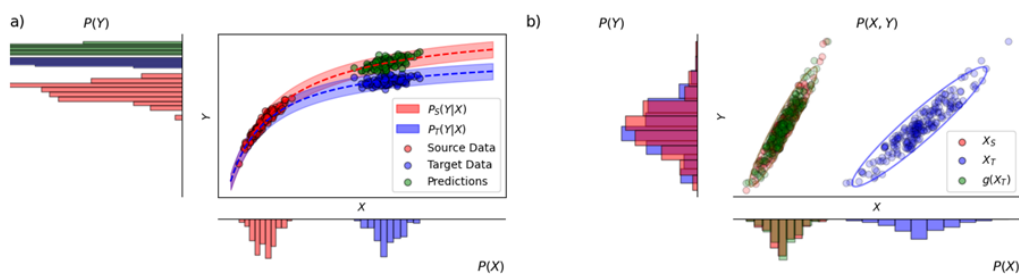 a)
P(Y)
Y
P_S(Y|X)
P_T(Y|X)
Source Data
Target Data
Predictions
X
P(X)
b)
P(Y)
P(X, Y)
Y
X_S
X_T
g(X_T)
X
P(X)